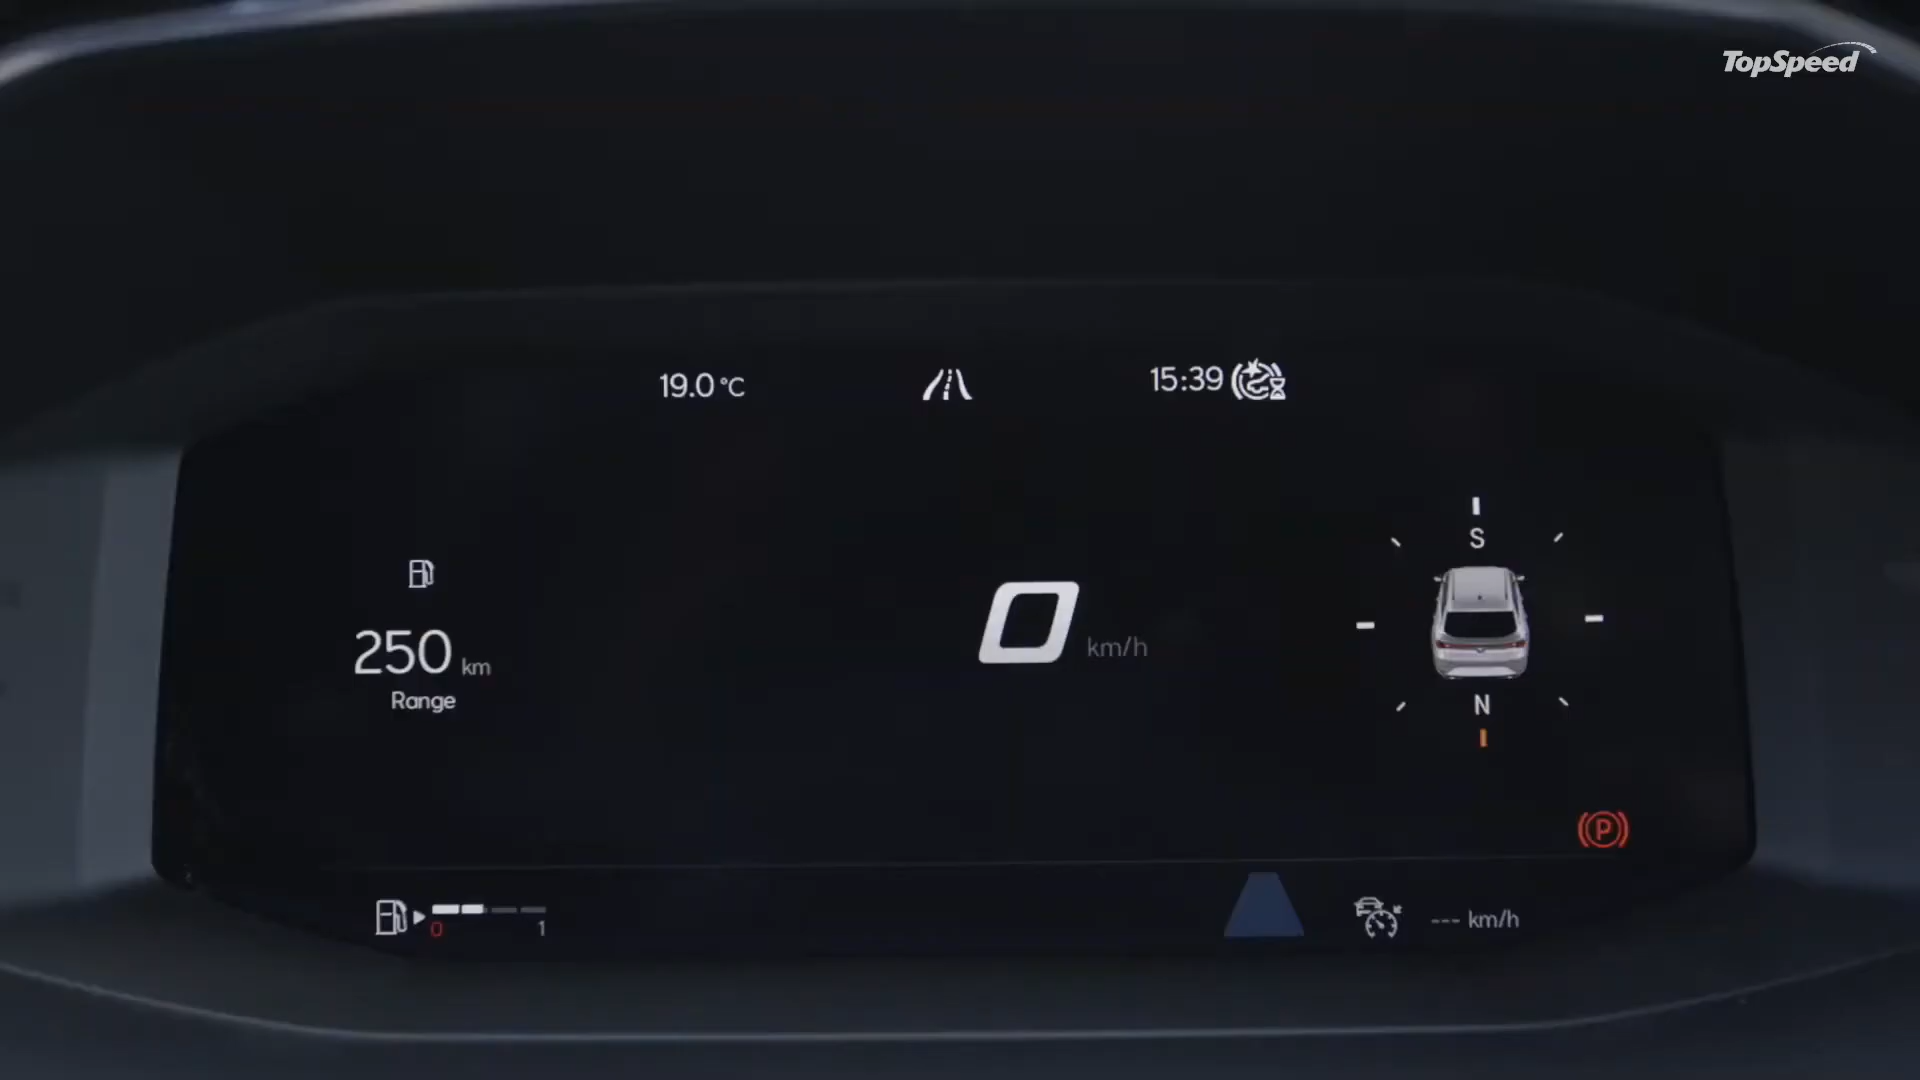 TopSpeed
19.0 °C
15:39
S
250 km
Range
0 km/h
N
P
0 1
--- km/h